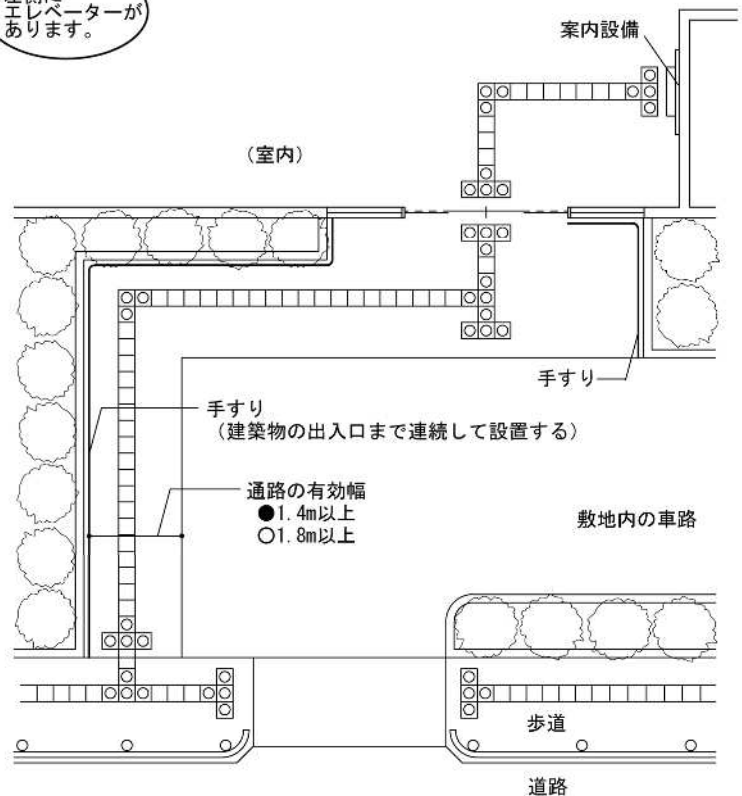 エレベーターが
あります。
案内設備
（室内）
手すり
手すり
（建築物の出入口まで連続して設置する）
通路の有効幅
●1.4m以上
○1.8m以上
敷地内の車路
歩道
道路